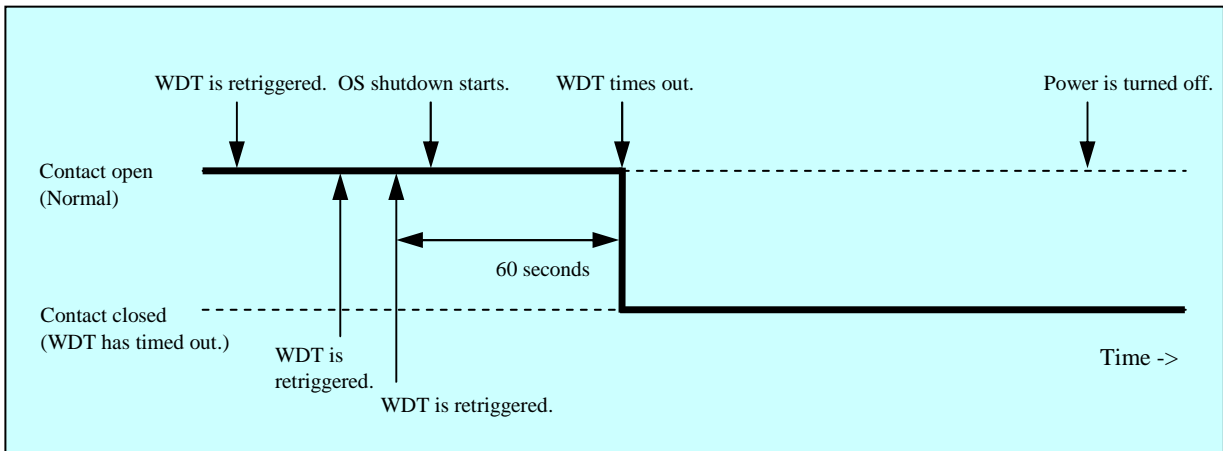 WDT is retriggered.
OS shutdown starts.
WDT times out.
Power is turned off.
Contact open
(Normal)
60 seconds
Contact closed
(WDT has timed out.)
WDT is
retriggered.
WDT is retriggered.
Time ->